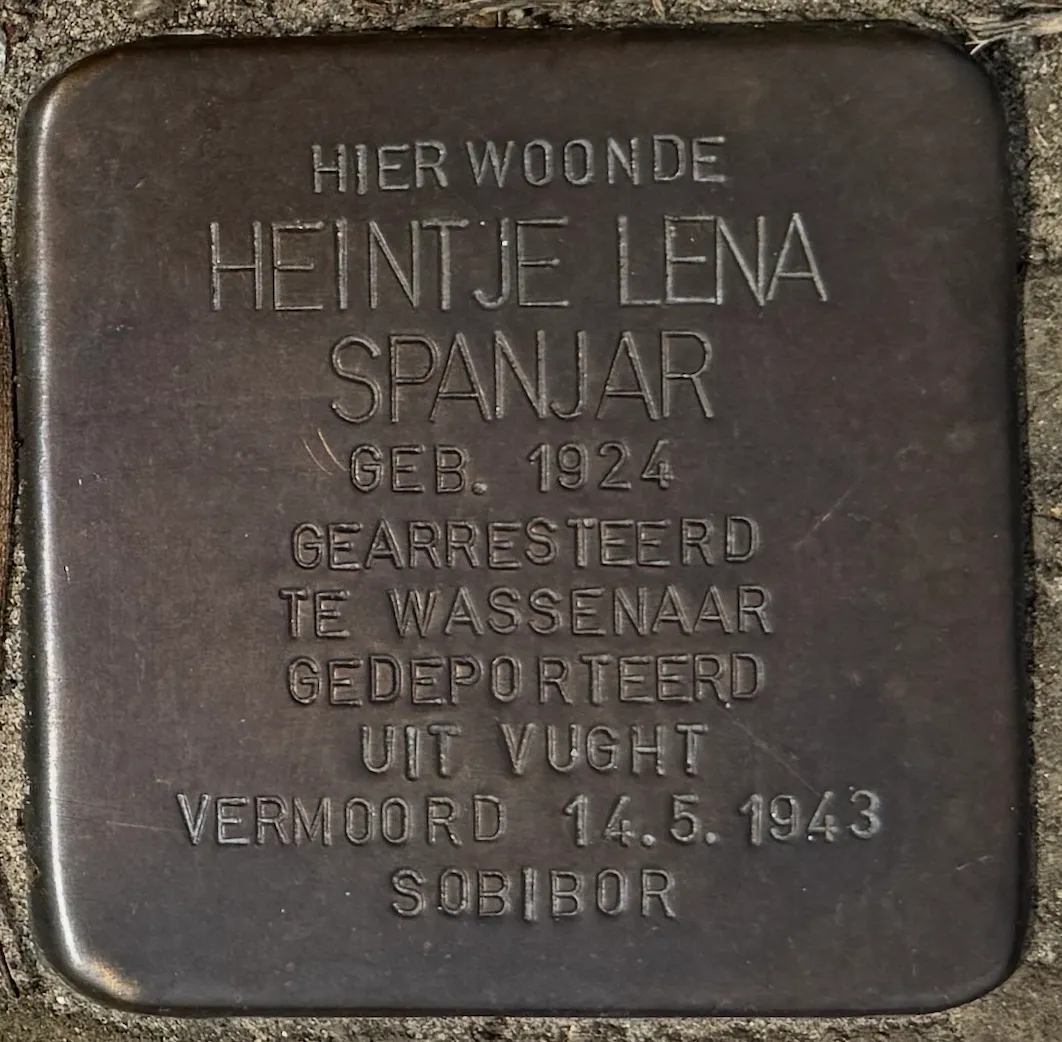 HIER WOONDE
HEINTJE LENA
SPANJAR
GEB. 1924
GEARRESTEERD
TE WASSENAAR
GEDEPORTEERD
UIT VUGHT
VERMOORD 14.5.1943
SOBIBOR